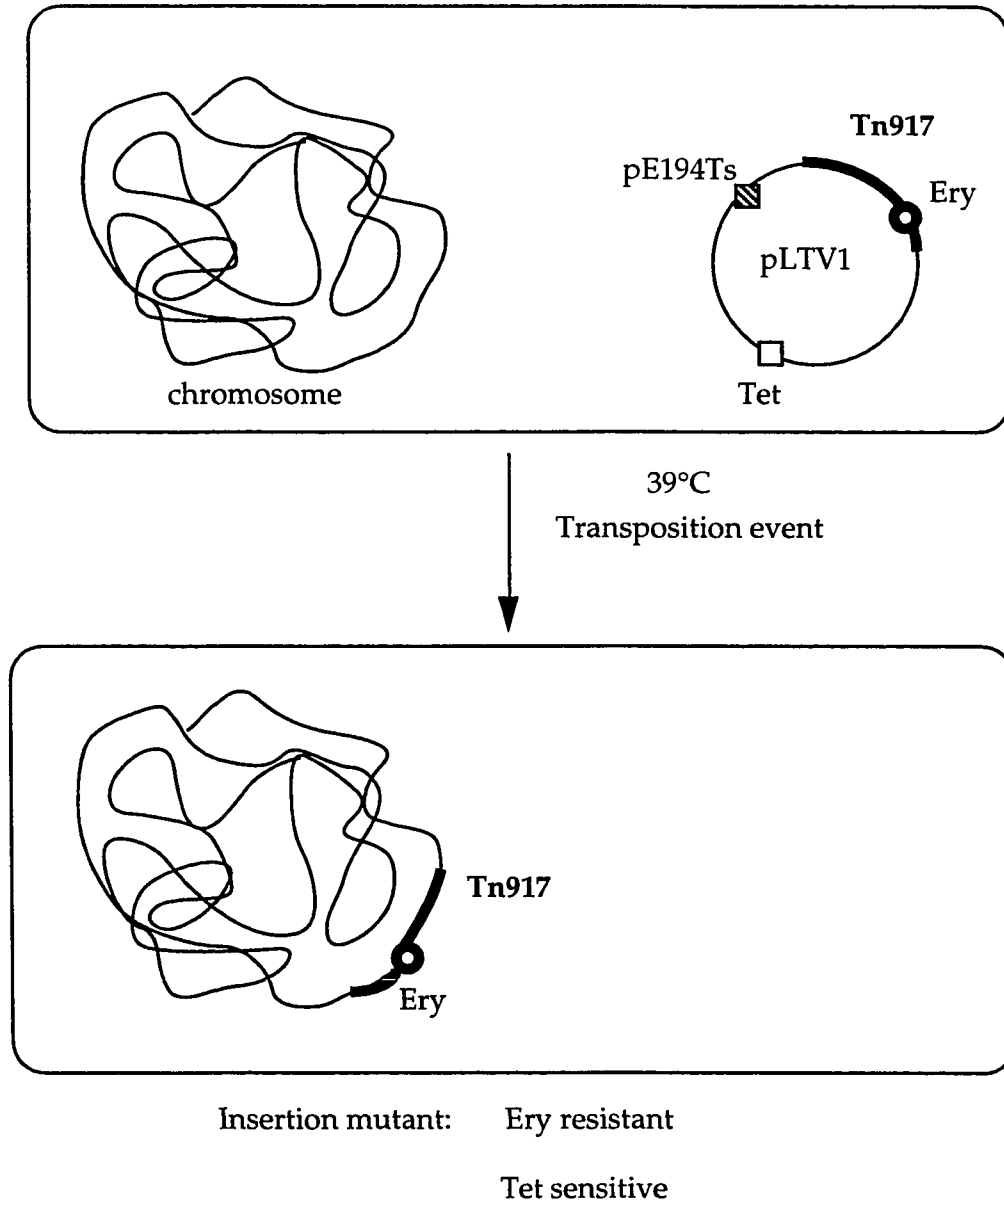 Tn917
pE194Ts
Ery
pLTV1
chromosome
Tet
39°C
Transposition event
Tn917
Ery
Insertion mutant: Ery resistant
Tet sensitive